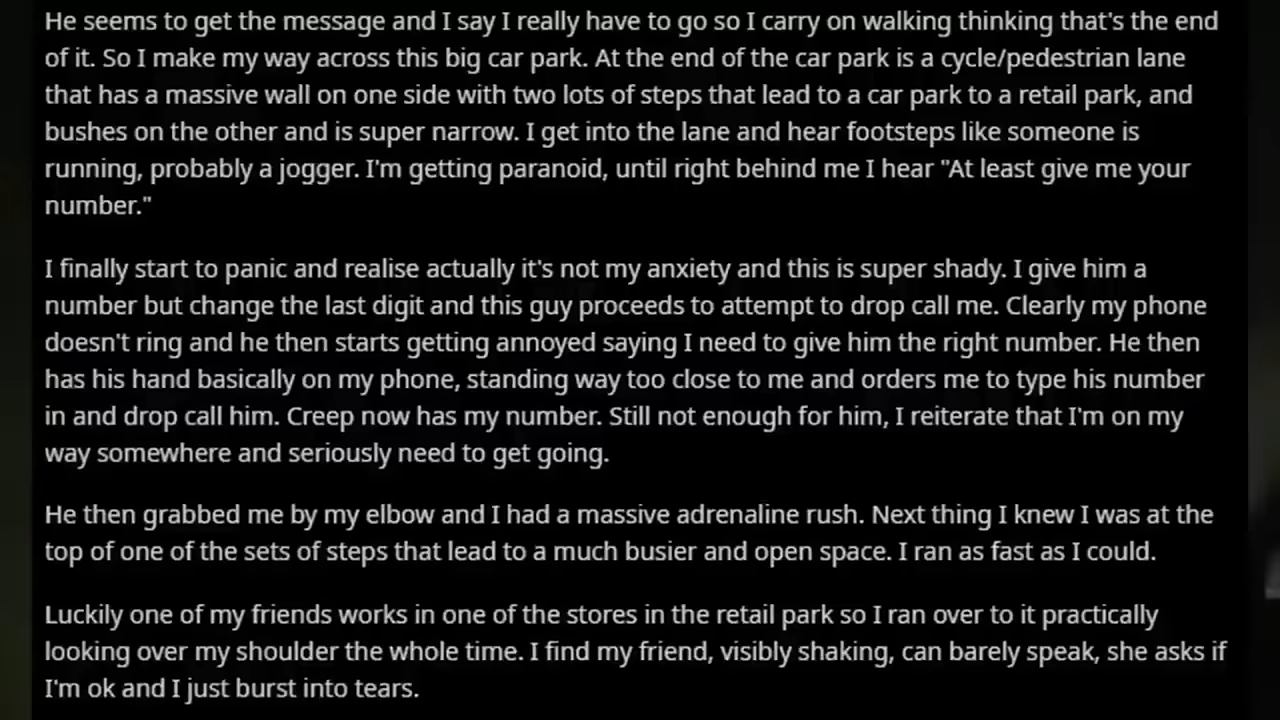 He seems to get the message and I say I really have to go so I carry on walking thinking that's the end
of it. So I make my way across this big car park. At the end of the car park is a cycle/pedestrian lane
that has a massive wall on one side with two lots of steps that lead to a car park to a retail park, and
bushes on the other and is super narrow. I get into the lane and hear footsteps like someone is
running, probably a jogger. I'm getting paranoid, until right behind me I hear "At least give me your
number."
I finally start to panic and realise actually it's not my anxiety and this is super shady. I give him a
number but change the last digit and this guy proceeds to attempt to drop call me. Clearly my phone
doesn't ring and he then starts getting annoyed saying I need to give him the right number. He then
has his hand basically on my phone, standing way too close to me and orders me to type his number
in and drop call him. Creep now has my number. Still not enough for him, I reiterate that I'm on my
way somewhere and seriously need to get going.
He then grabbed me by my elbow and I had a massive adrenaline rush. Next thing I knew I was at the
top of one of the sets of steps that lead to a much busier and open space. I ran as fast as I could.
Luckily one of my friends works in one of the stores in the retail park so I ran over to it practically
looking over my shoulder the whole time. I find my friend, visibly shaking, can barely speak, she asks if
I'm ok and I just burst into tears.